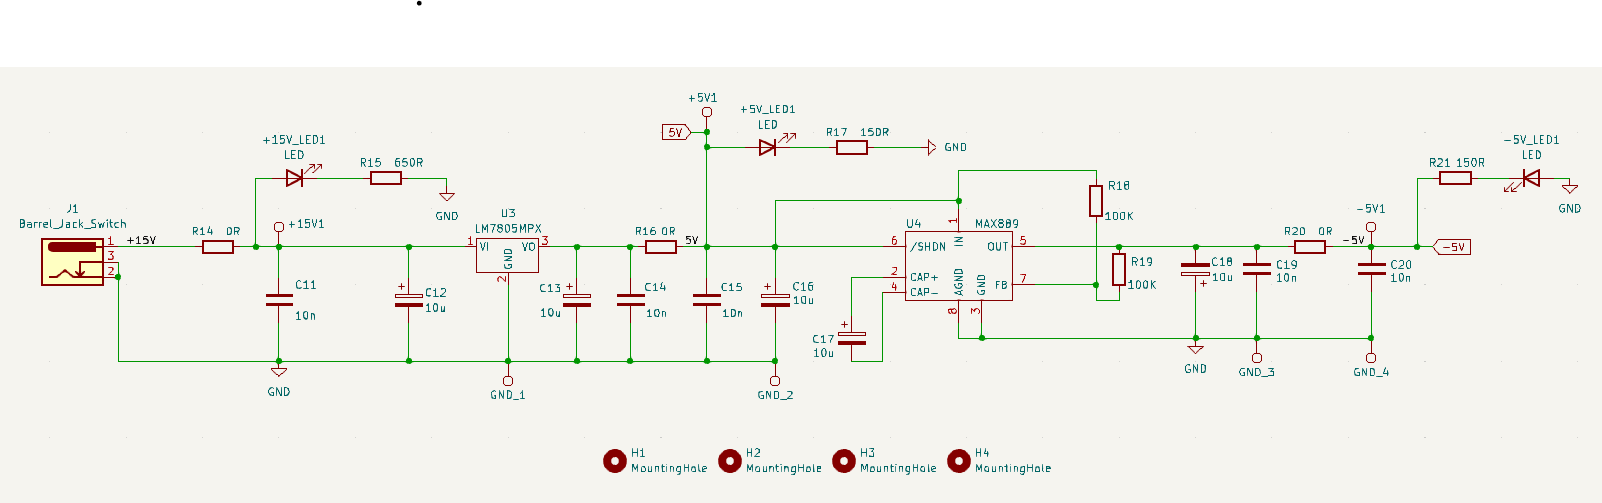 +5V1
5V
+5V_LED1
LED
R17 150R
GND
+15V_LED1
LED
R15 650R
GND
-5V_LED1
LED
R21 150R
GND
J1
Barrel_Jack_Switch
1
3
2
+15V
R14 0R
+15V1
C11
10n
GND
C12
10u
U3
LM7805MPX
1 VI
VO 3
GND
2
GND_1
C13
10u
C14
10n
R16 0R
5V
C15
10n
C16
10u
GND_2
U4
MAX889
6 /SHDN
1
IN
OUT 5
2 CAP+
4 CAP-
AGND
8
GND
3
FB 7
C17
10u
R18
100K
R19
100K
C18
10u
GND
C19
10n
GND_3
R20 0R
-5V
-5V1
-5V
C20
10n
GND_4
H1
MountingHole
H2
MountingHole
H3
MountingHole
H4
MountingHole